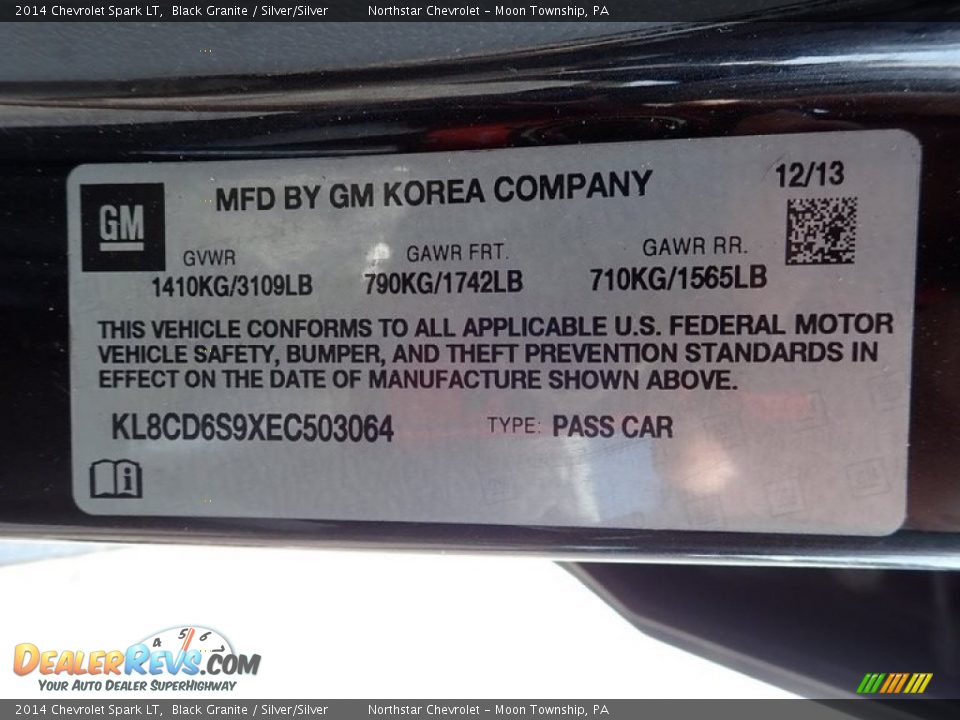 2014 Chevrolet Spark LT, Black Granite / Silver/Silver Northstar Chevrolet - Moon Township, PA
GM
MFD BY GM KOREA COMPANY
12/13
GVWR GAWR FRT. GAWR RR.
1410KG/3109LB 790KG/1742LB 710KG/1565LB
THIS VEHICLE CONFORMS TO ALL APPLICABLE U.S. FEDERAL MOTOR
VEHICLE SAFETY, BUMPER, AND THEFT PREVENTION STANDARDS IN
EFFECT ON THE DATE OF MANUFACTURE SHOWN ABOVE.
KL8CD6S9XEC503064 TYPE: PASS CAR
i
4 5 6
DEALERREVS.COM
YOUR AUTO DEALER SUPERHIGHWAY
2014 Chevrolet Spark LT, Black Granite / Silver/Silver Northstar Chevrolet - Moon Township, PA